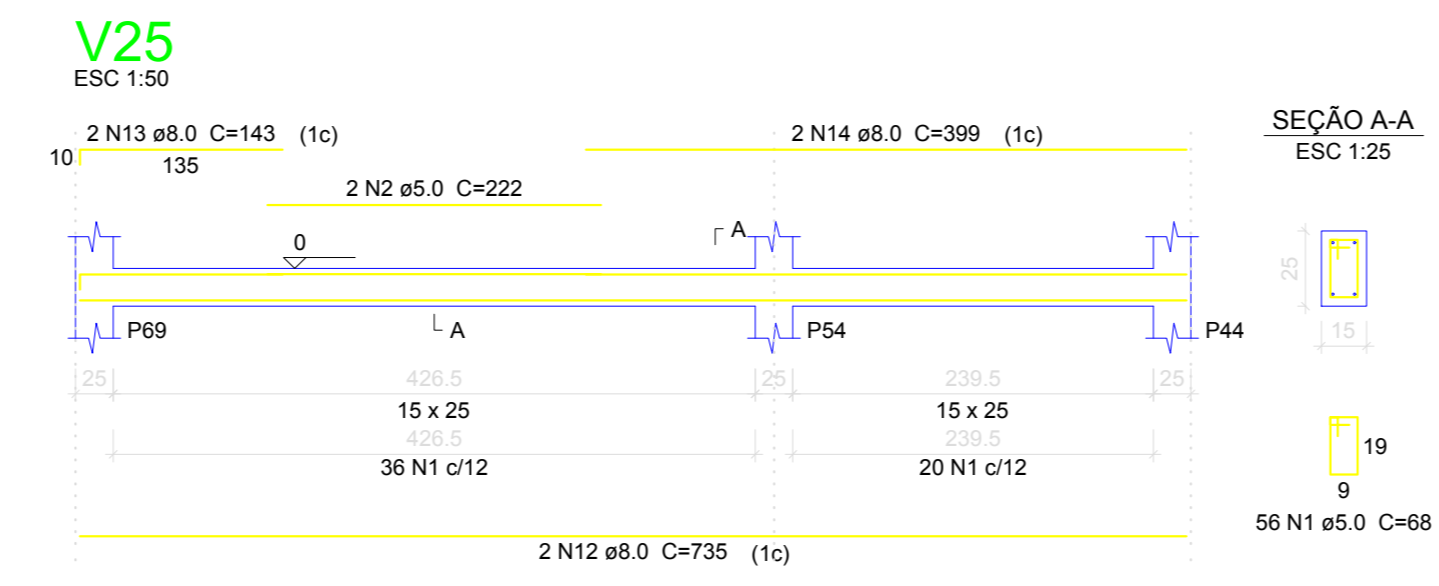 V25
ESC 1:50
2 N13 ø8.0 C=143 (1c)
10
135
2 N14 ø8.0 C=399 (1c)
SEÇÃO A-A
ESC 1:25
2 N2 ø5.0 C=222
0
A
25
P69
A
P54
P44
15
25
426.5
25
239.5
25
15 x 25
15 x 25
426.5
239.5
36 N1 c/12
20 N1 c/12
19
9
56 N1 ø5.0 C=68
2 N12 ø8.0 C=735 (1c)